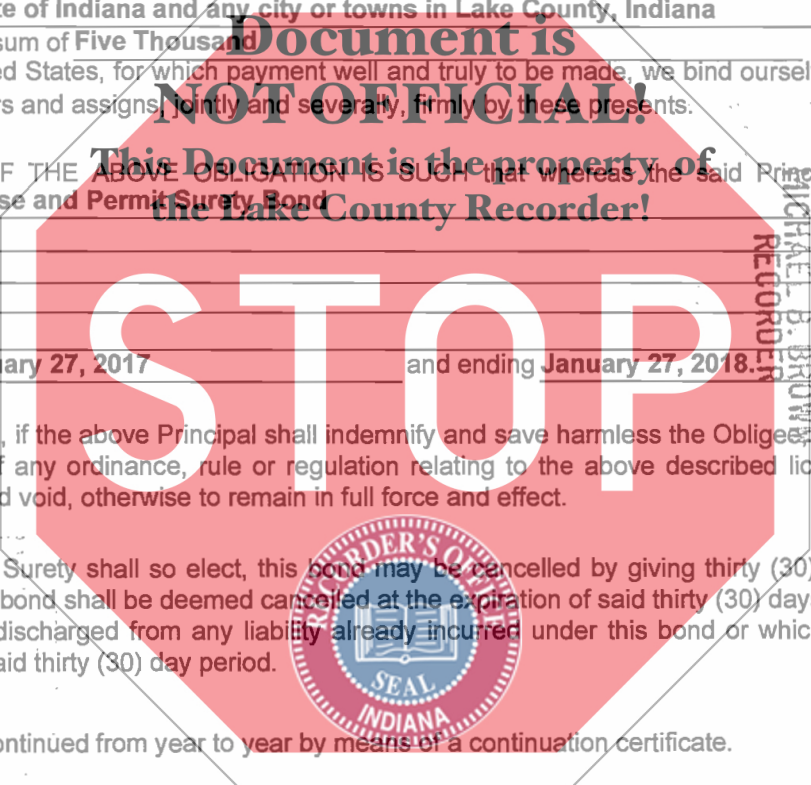 te of Indiana and any city or towns in Lake County, Indiana
sum of Five Thousand
Document is
ed States, for which payment well and truly to be made, we bind oursel
NOT OFFICIAL!
rs and assigns, jointly and severally, firmly by these presents.
This Document is the property of
F THE ABOVE OBLIGATION IS SUCH that whereas the said Princ
the Lake County Recorder!
se and Permit Surety Bond
MICHAEL B. BROWN
RECORDER
STOP
ary 27, 2017 and ending January 27, 2018.
, if the above Principal shall indemnify and save harmless the Obligee
f any ordinance, rule or regulation relating to the above described lic
d void, otherwise to remain in full force and effect.
Surety shall so elect, this bond may be cancelled by giving thirty (30)
bond shall be deemed cancelled at the expiration of said thirty (30) day
discharged from any liability already incurred under this bond or whic
aid thirty (30) day period.
RECORDER'S OFFICE
SEAL
INDIANA
ontinued from year to year by means of a continuation certificate.